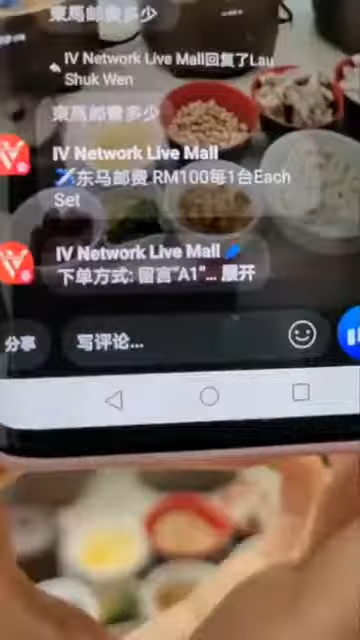 東馬邮费多少
IV Network Live Mall回复了Lau
Shuk Wen
東馬邮费多少
IV Network Live Mall
✈️东马邮费 RM100每1台Each
Set
IV Network Live Mall
下单方式: 留言“A1”... 展开
分享
写评论...